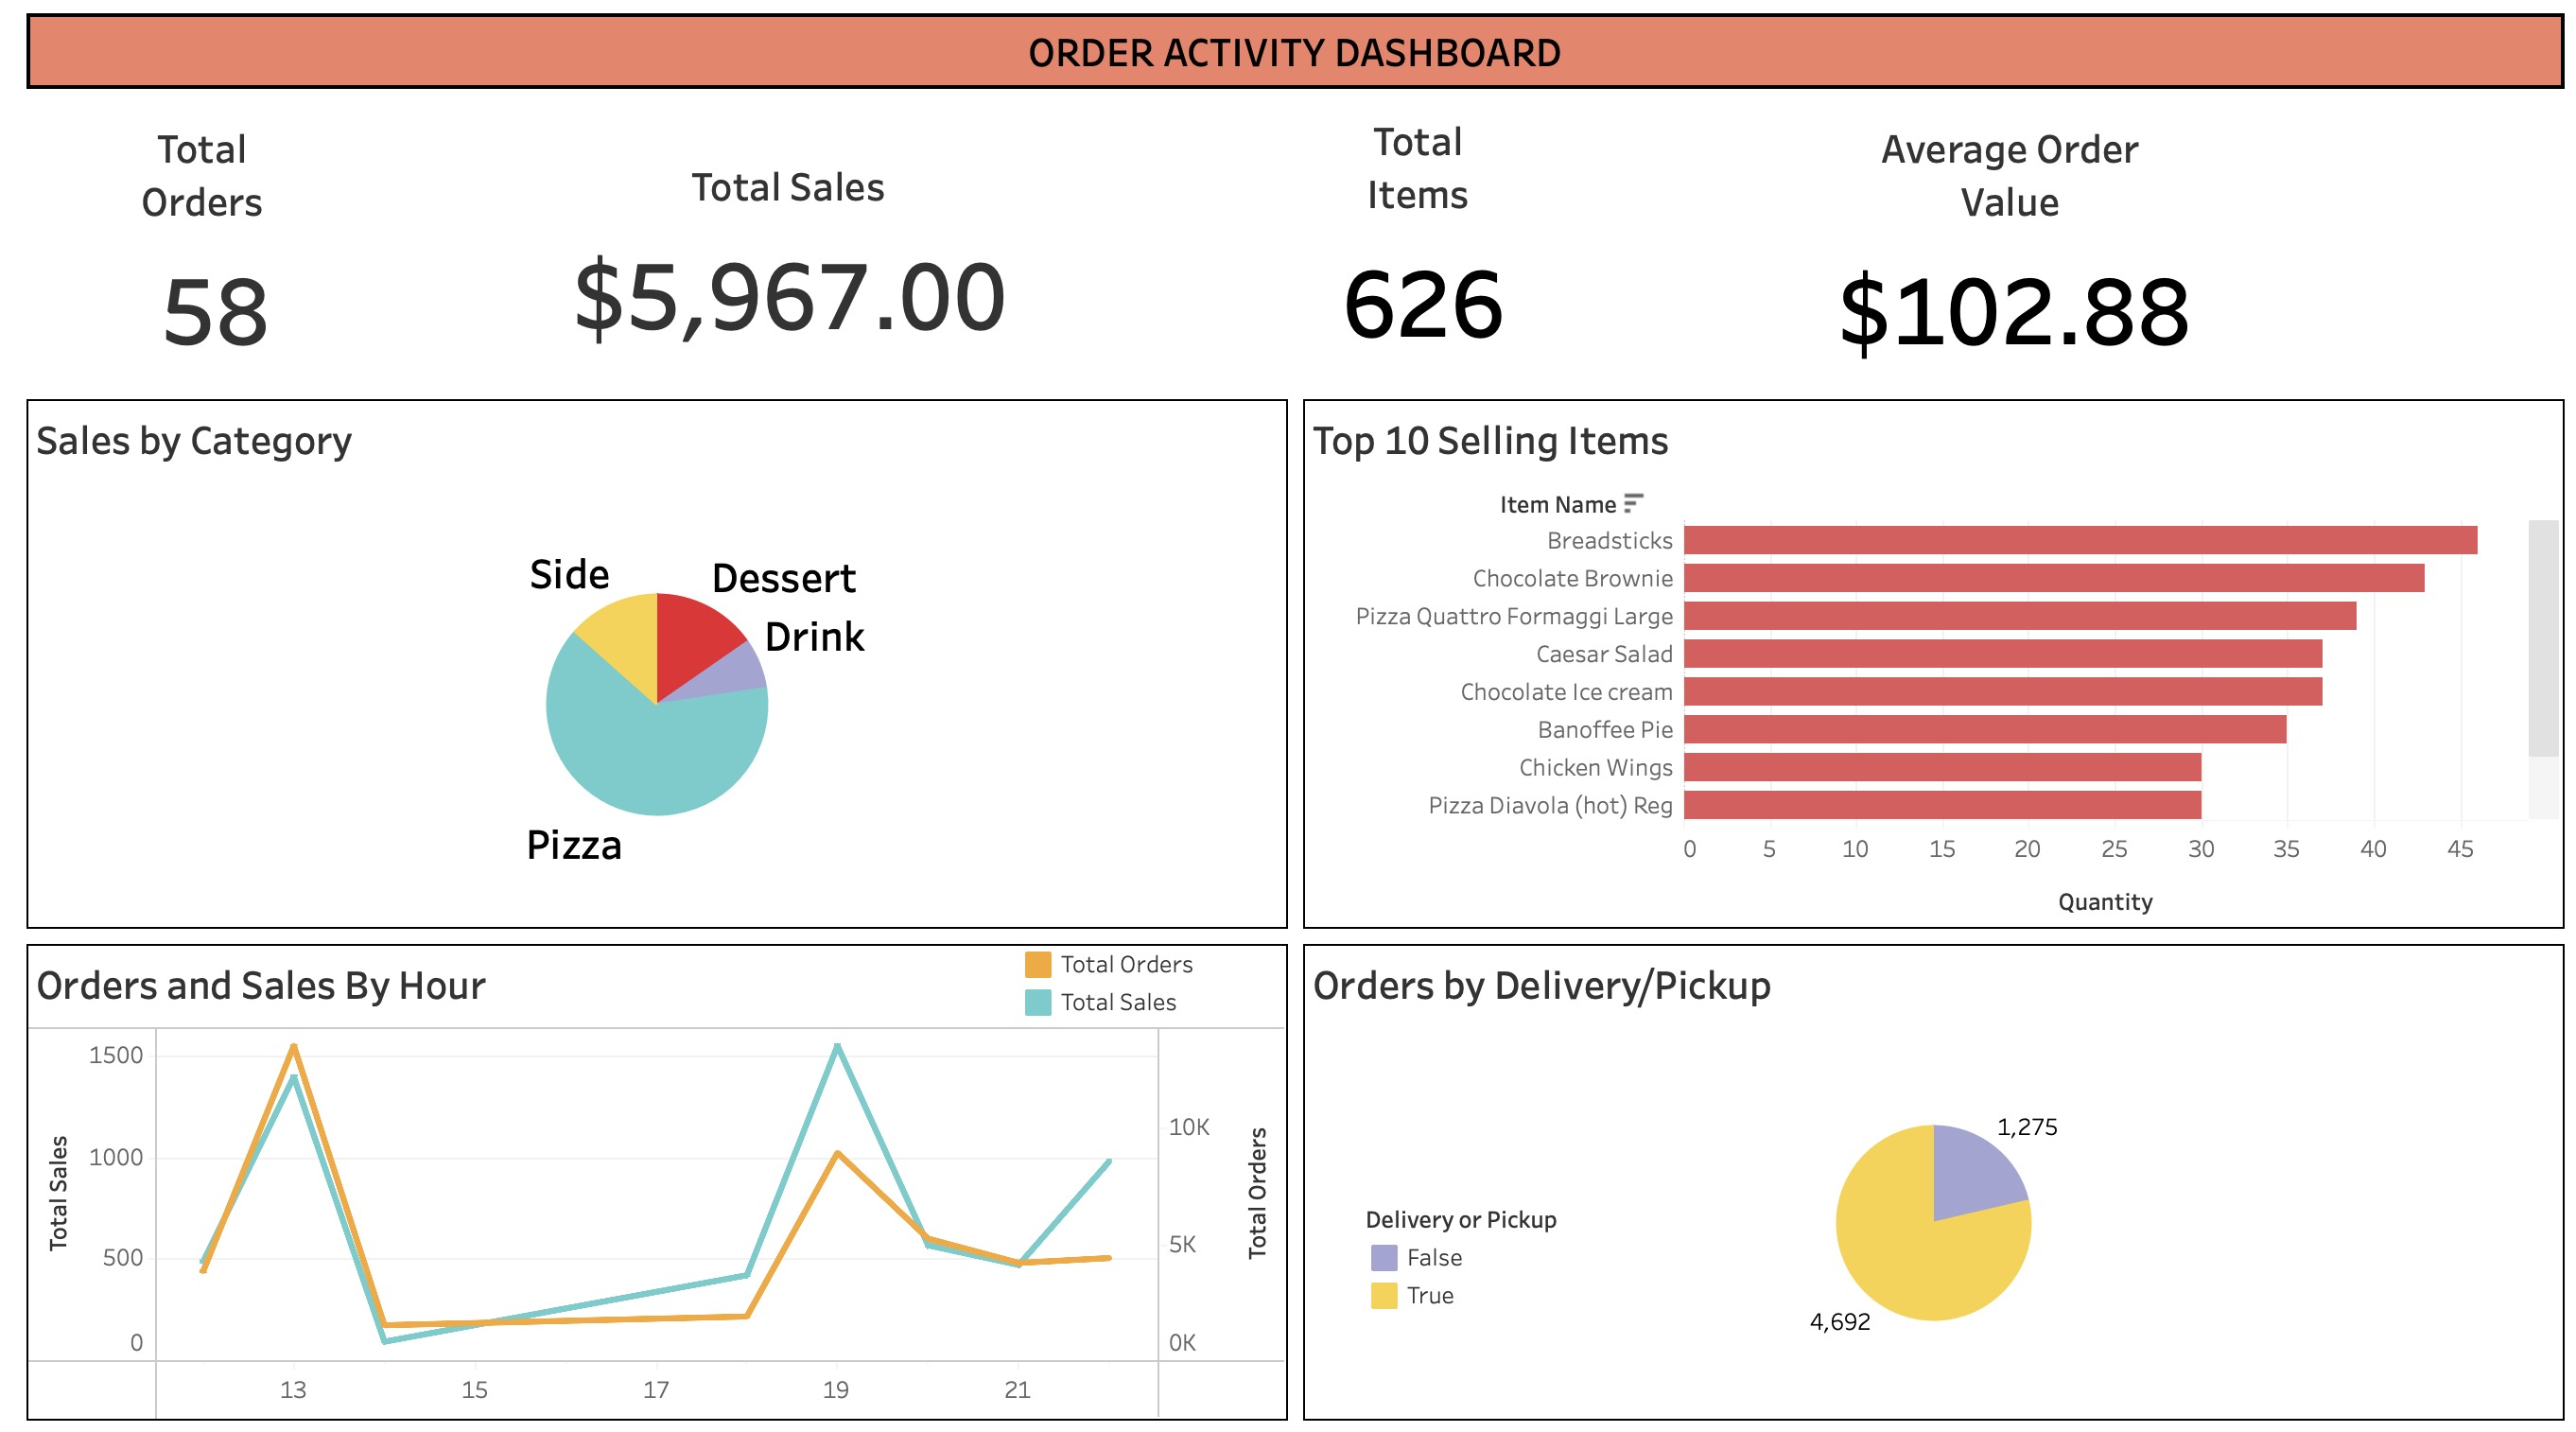 ORDER ACTIVITY DASHBOARD
Total
Orders
58
Total Sales
$5,967.00
Total
Items
626
Average Order
Value
$102.88
Sales by Category
Side
Dessert
Drink
Pizza
Top 10 Selling Items
Item Name
Breadsticks
Chocolate Brownie
Pizza Quattro Formaggi Large
Caesar Salad
Chocolate Ice cream
Banoffee Pie
Chicken Wings
Pizza Diavola (hot) Reg
0 5 10 15 20 25 30 35 40 45
Quantity
Orders and Sales By Hour
Total Orders
Total Sales
Total Sales
1500
1000
500
0
10K
5K
0K
Total Orders
13 15 17 19 21
Orders by Delivery/Pickup
Delivery or Pickup
False
True
1,275
4,692